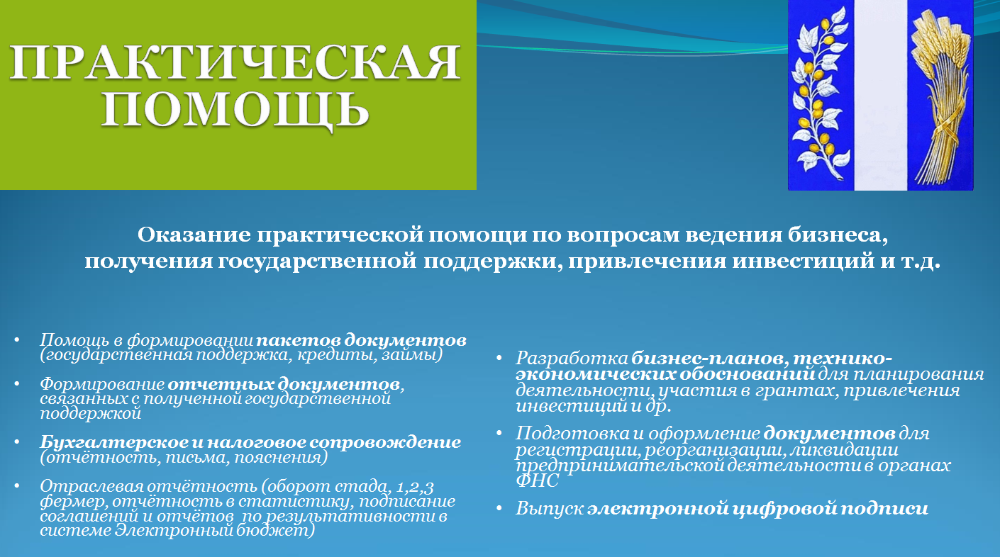 ПРАКТИЧЕСКАЯ
ПОМОЩЬ
Оказание практической помощи по вопросам ведения бизнеса,
получения государственной поддержки, привлечения инвестиций и т.д.
• Помощь в формировании пакетов документов
(государственная поддержка, кредиты, займы)
• Формирование отчетных документов,
связанных с полученной государственной
поддержкой
• Бухгалтерское и налоговое сопровождение
(отчётность, письма, пояснения)
• Отраслевая отчётность (оборот стада, 1,2,3
фермер, отчётность в статистику, подписание
соглашений и отчётов по результативности в
системе Электронный бюджет)
• Разработка бизнес-планов, технико-
экономических обоснований для планирования
деятельности, участия в грантах, привлечения
инвестиций и др.
• Подготовка и оформление документов для
регистрации, реорганизации, ликвидации
предпринимательской деятельности в органах
ФНС
• Выпуск электронной цифровой подписи